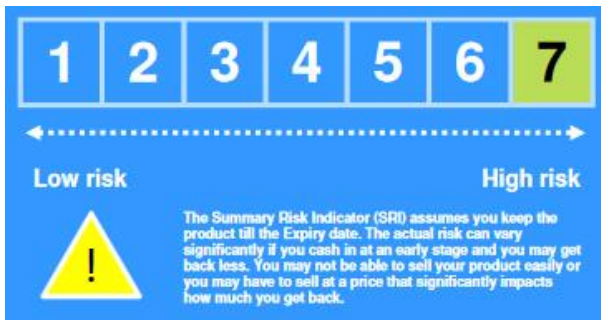 1 2 3 4 5 6 7
Low risk High risk
!
The Summary Risk Indicator (SRI) assumes you keep the
product till the Expiry date. The actual risk can vary
significantly if you cash in at an early stage and you may get
back less. You may not be able to sell your product easily or
you may have to sell at a price that significantly impacts
how much you get back.